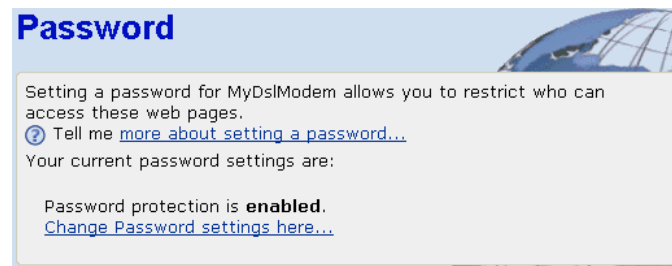 Password
Setting a password for MyDslModem allows you to restrict who can
access these web pages.
? Tell me more about setting a password...
Your current password settings are:
Password protection is enabled.
Change Password settings here...